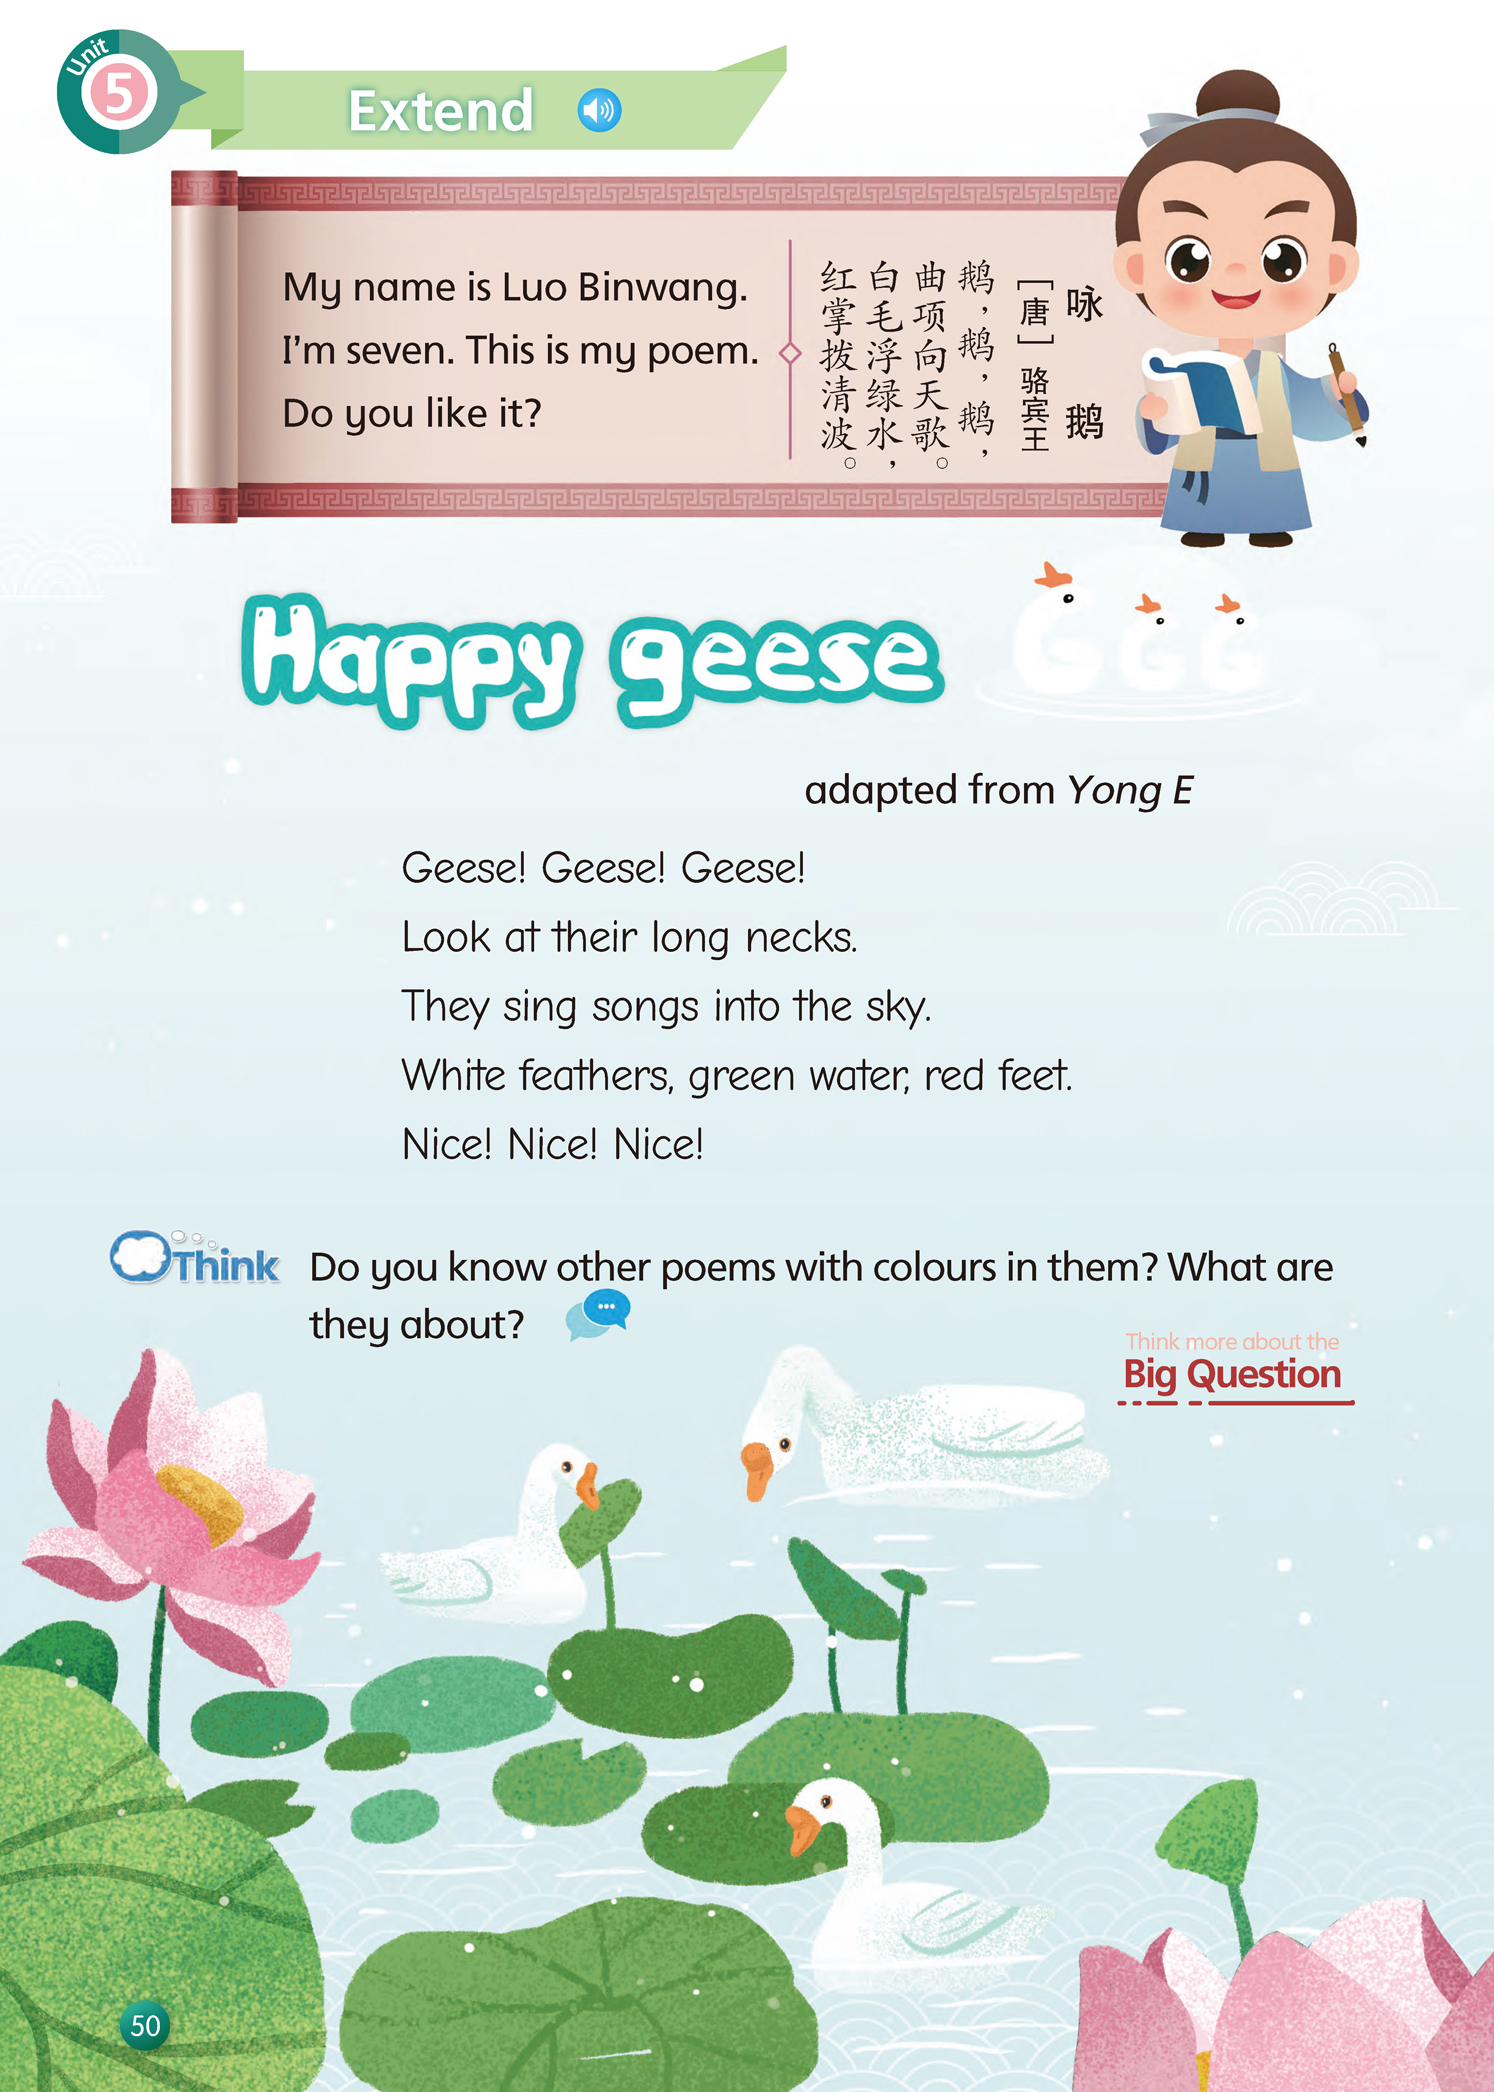 Unit
5
Extend
My name is Luo Binwang.
I'm seven. This is my poem.
Do you like it?
咏 鹅
［唐］骆宾王
鹅，鹅，鹅，
曲项向天歌。
白毛浮绿水，
红掌拨清波。
Happy geese
adapted from Yong E
Geese! Geese! Geese!
Look at their long necks.
They sing songs into the sky.
White feathers, green water, red feet.
Nice! Nice! Nice!
Think
Do you know other poems with colours in them? What are
they about?
Think more about the
Big Question
50